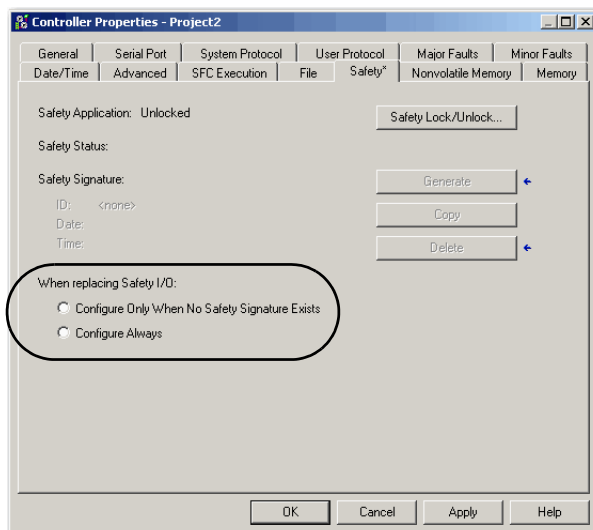 Controller Properties - Project2
General Serial Port System Protocol User Protocol Major Faults Minor Faults
Date/Time Advanced SFC Execution File Safety* Nonvolatile Memory Memory
Safety Application: Unlocked
Safety Lock/Unlock...
Safety Status:
Safety Signature:
Generate
ID: <none>
Copy
Date:
Time:
Delete
When replacing Safety I/O:
Configure Only When No Safety Signature Exists
Configure Always
OK Cancel Apply Help